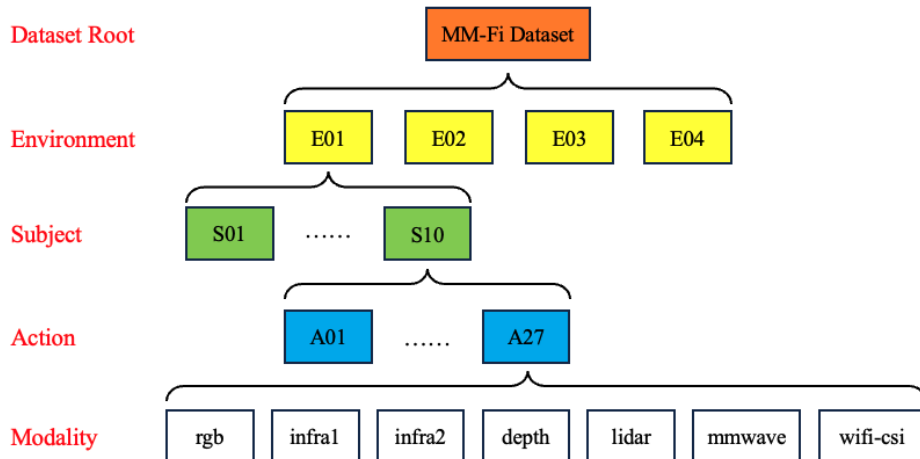 Dataset Root MM-Fi Dataset
Environment E01 E02 E03 E04
Subject S01 …… S10
Action A01 …… A27
Modality rgb infra1 infra2 depth lidar mmwave wifi-csi